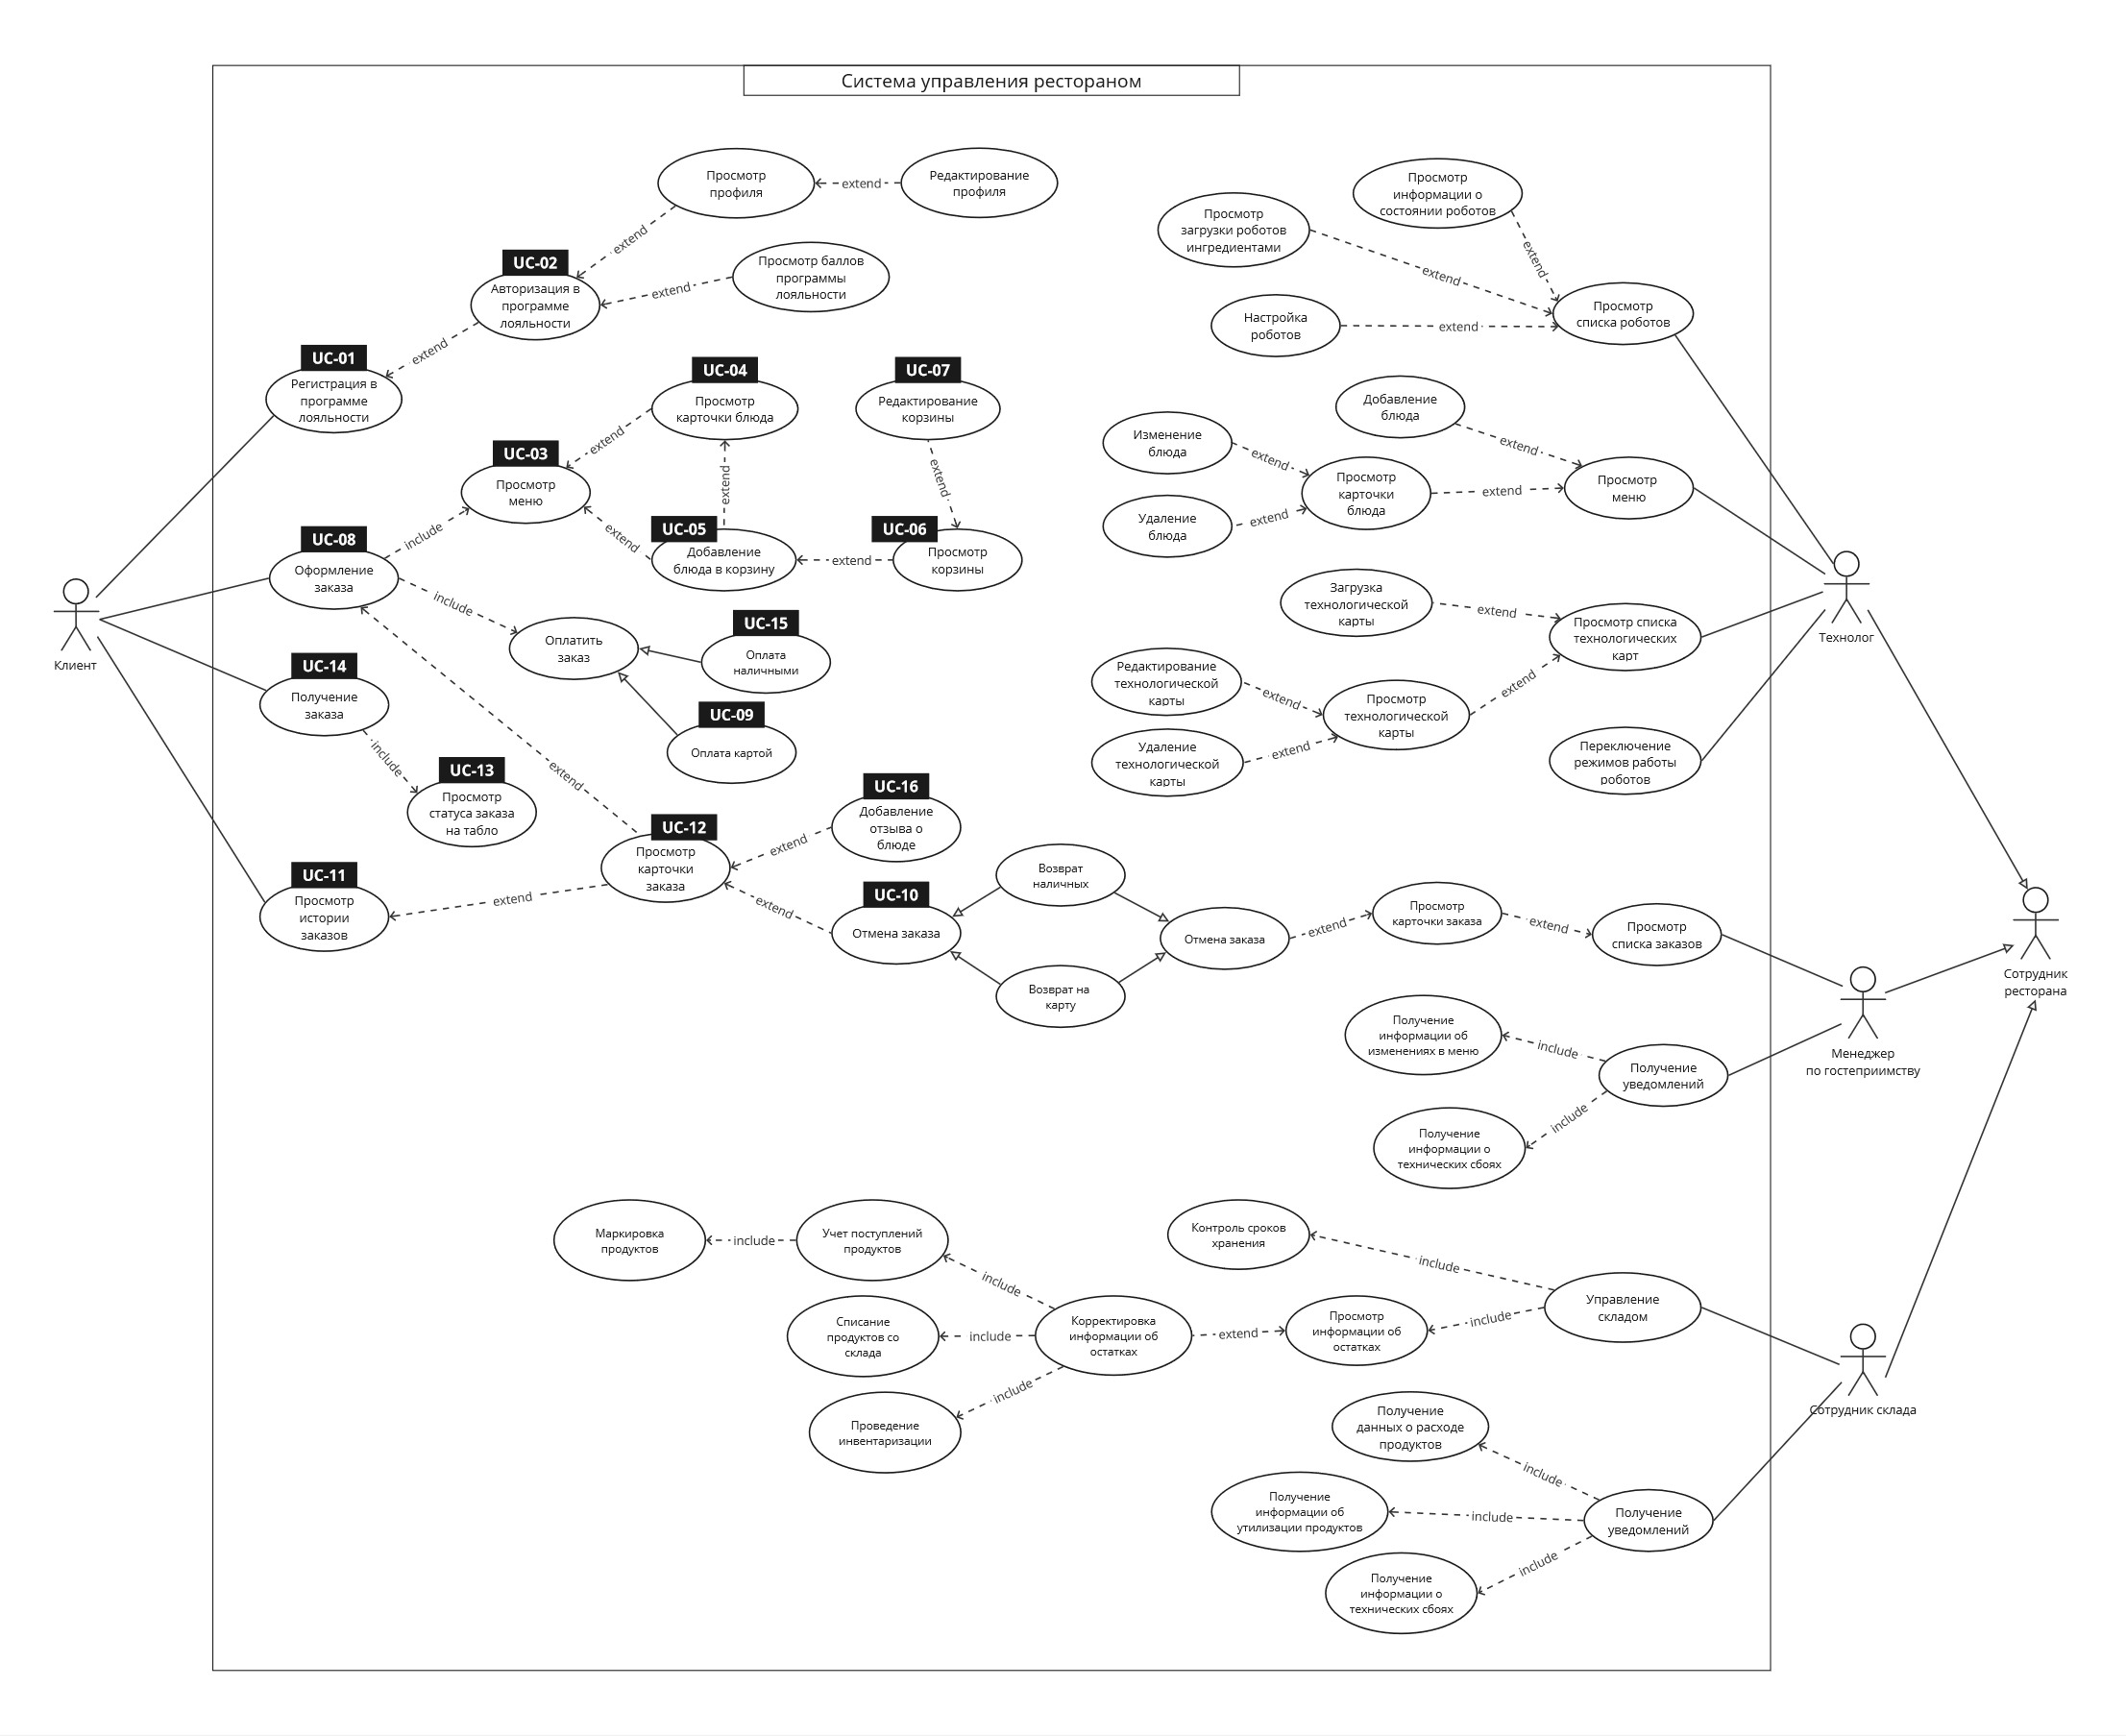 Система управления рестораном
Просмотр
профиля
extend
Редактирование
профиля
extend
UC-02
Авторизация в
программе
лояльности
extend
Просмотр баллов
программы
лояльности
extend
UC-01
Регистрация в
программе
лояльности
UC-04
Просмотр
карточки блюда
UC-07
Редактирование
корзины
extend
extend
extend
UC-03
Просмотр
меню
include
extend
UC-05
Добавление
блюда в корзину
extend
UC-06
Просмотр
корзины
UC-08
Оформление
заказа
include
Оплатить
заказ
UC-15
Оплата
наличными
UC-09
Оплата картой
Клиент
UC-14
Получение
заказа
include
UC-13
Просмотр
статуса заказа
на табло
extend
UC-12
Просмотр
карточки
заказа
extend
UC-16
Добавление
отзыва о
блюде
UC-11
Просмотр
истории
заказов
extend
extend
UC-10
Отмена заказа
Возврат
наличных
Возврат на
карту
Отмена заказа
extend
Просмотр
карточки заказа
extend
Просмотр
списка заказов
Просмотр
информации о
состоянии роботов
Просмотр
загрузки роботов
ингредиентами
extend
extend
Настройка
роботов
extend
Просмотр
списка роботов
Добавление
блюда
extend
Изменение
блюда
extend
Удаление
блюда
extend
Просмотр
карточки
блюда
extend
Просмотр
меню
Загрузка
технологической
карты
extend
Просмотр списка
технологических
карт
Редактирование
технологической
карты
extend
Удаление
технологической
карты
extend
Просмотр
технологической
карты
extend
Переключение
режимов работы
роботов
Технолог
Сотрудник
ресторана
Менеджер
по гостеприимству
Получение
информации об
изменениях в меню
include
Получение
уведомлений
include
Получение
информации о
технических сбоях
Маркировка
продуктов
include
Учет поступлений
продуктов
include
Списание
продуктов со
склада
include
Корректировка
информации об
остатках
include
Проведение
инвентаризации
extend
Контроль сроков
хранения
include
Просмотр
информации об
остатках
include
Управление
складом
Сотрудник склада
Получение
данных о расходе
продуктов
include
Получение
информации об
утилизации продуктов
include
Получение
уведомлений
include
Получение
информации о
технических сбоях